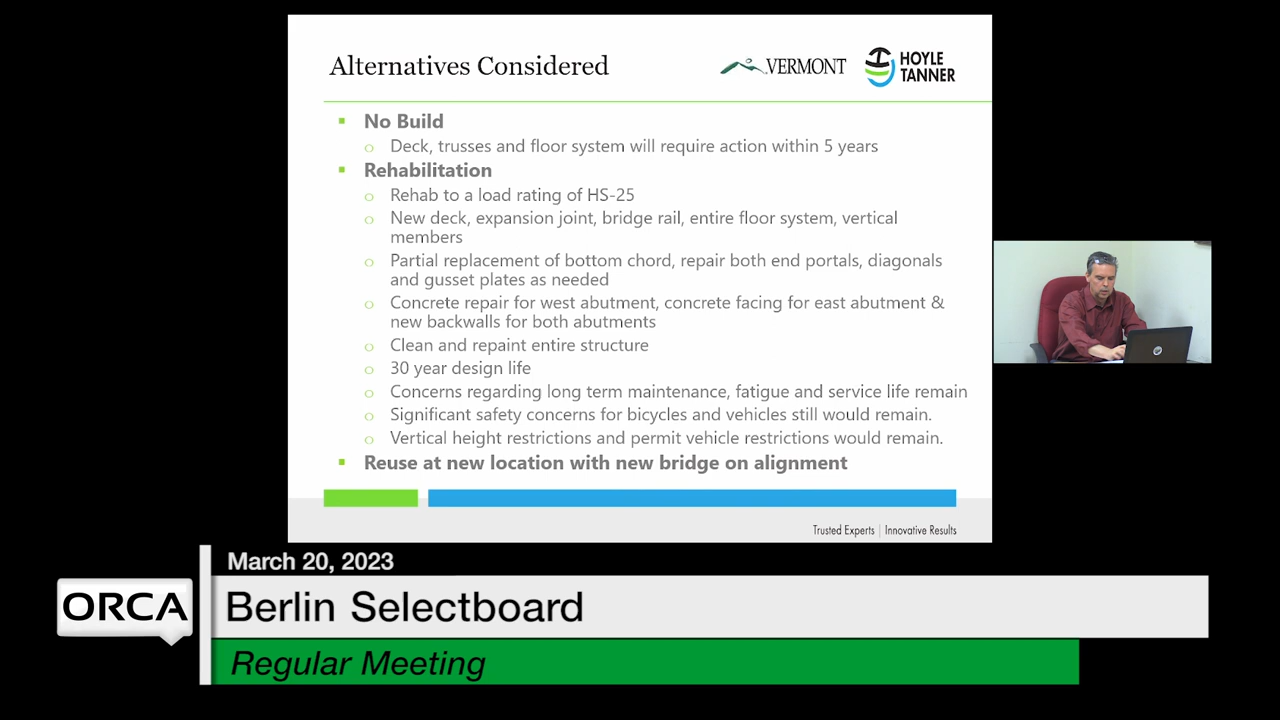 Alternatives Considered
VERMONT
HOYLE
TANNER
No Build
Deck, trusses and floor system will require action within 5 years
Rehabilitation
Rehab to a load rating of HS-25
New deck, expansion joint, bridge rail, entire floor system, vertical
members
Partial replacement of bottom chord, repair both end portals, diagonals
and gusset plates as needed
Concrete repair for west abutment, concrete facing for east abutment &
new backwalls for both abutments
Clean and repaint entire structure
30 year design life
Concerns regarding long term maintenance, fatigue and service life remain
Significant safety concerns for bicycles and vehicles still would remain.
Vertical height restrictions and permit vehicle restrictions would remain.
Reuse at new location with new bridge on alignment
Trusted Experts | Innovative Results
March 20, 2023
ORCA
Berlin Selectboard
Regular Meeting